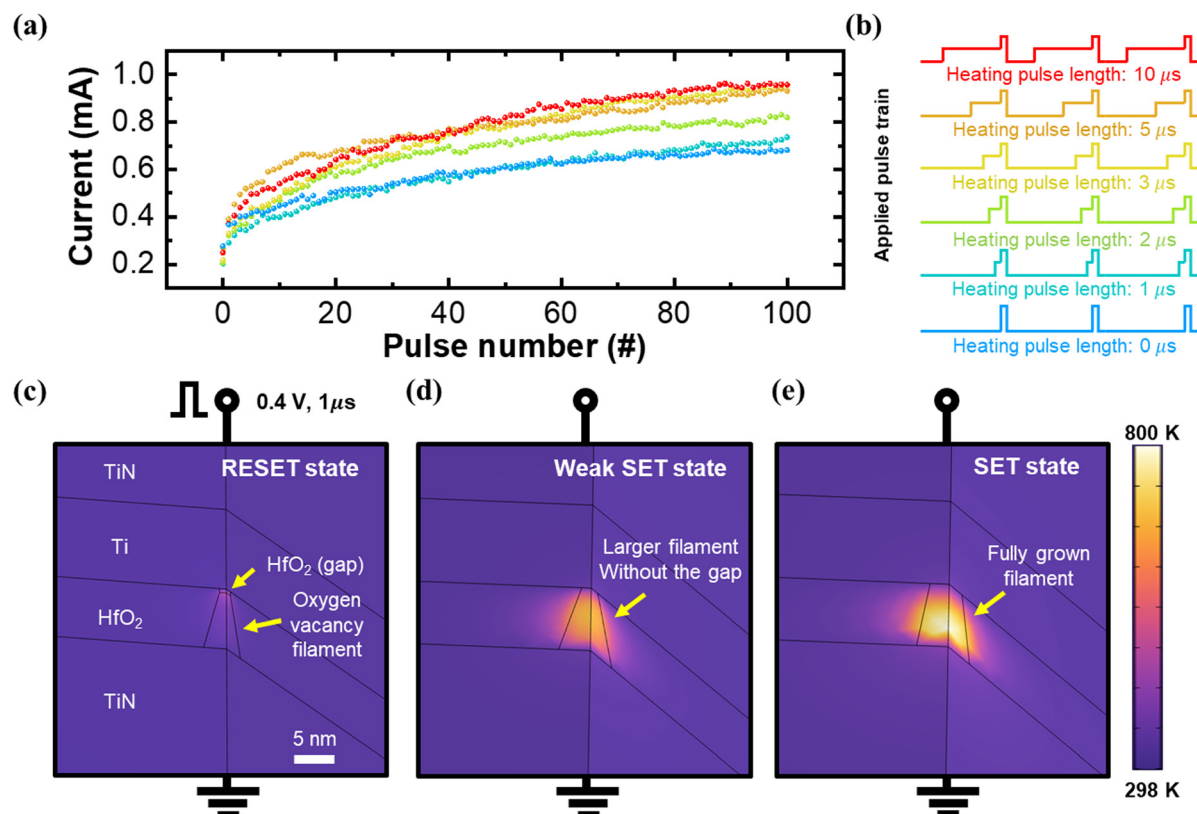 (a)
Current (mA)
1.0
0.8
0.6
0.4
0.2
0
20
40
60
80
100
Pulse number (#)
(b)
Applied pulse train
Heating pulse length: 10 μs
Heating pulse length: 5 μs
Heating pulse length: 3 μs
Heating pulse length: 2 μs
Heating pulse length: 1 μs
Heating pulse length: 0 μs
(c)
0.4 V, 1μs
TiN
RESET state
Ti
HfO₂ (gap)
HfO₂
Oxygen
vacancy
filament
TiN
5 nm
(d)
Weak SET state
Larger filament
Without the gap
(e)
SET state
Fully grown
filament
800 K
298 K